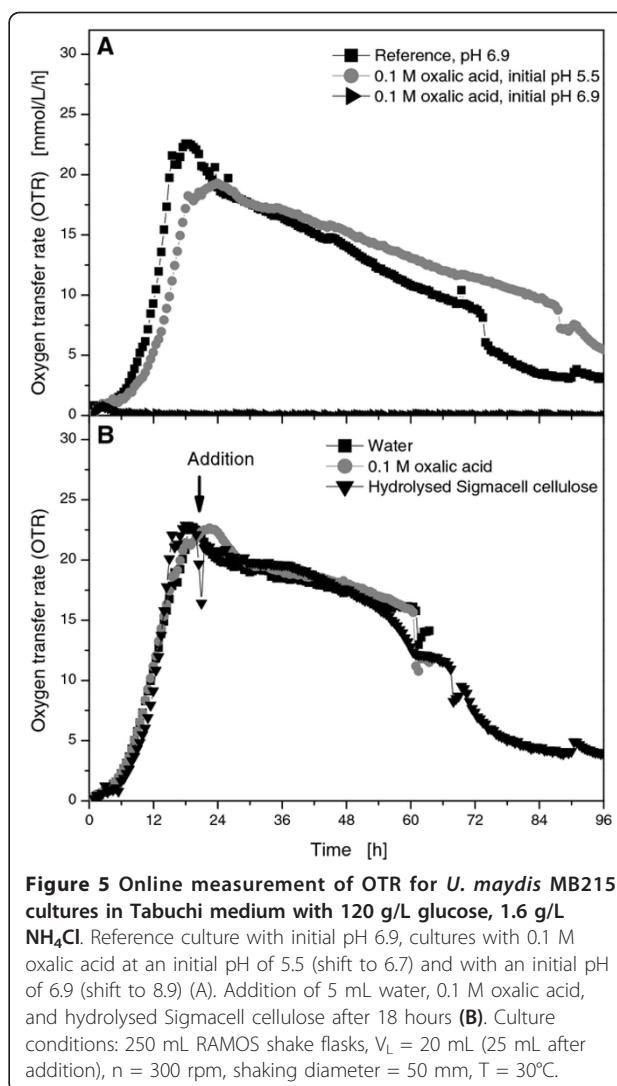 A
Reference, pH 6.9
0.1 M oxalic acid, initial pH 5.5
0.1 M oxalic acid, initial pH 6.9
Oxygen transfer rate (OTR) [mmol/L/h]
30
25
20
15
10
5
0
B
Addition
Water
0.1 M oxalic acid
Hydrolysed Sigmacell cellulose
Oxygen transfer rate (OTR)
30
25
20
15
10
5
0
0 12 24 36 48 60 72 84 96
Time [h]
Figure 5 Online measurement of OTR for U. maydis MB215
cultures in Tabuchi medium with 120 g/L glucose, 1.6 g/L
NH₄Cl. Reference culture with initial pH 6.9, cultures with 0.1 M
oxalic acid at an initial pH of 5.5 (shift to 6.7) and with an initial pH
of 6.9 (shift to 8.9) (A). Addition of 5 mL water, 0.1 M oxalic acid,
and hydrolysed Sigmacell cellulose after 18 hours (B). Culture
conditions: 250 mL RAMOS shake flasks, V_L = 20 mL (25 mL after
addition), n = 300 rpm, shaking diameter = 50 mm, T = 30°C.